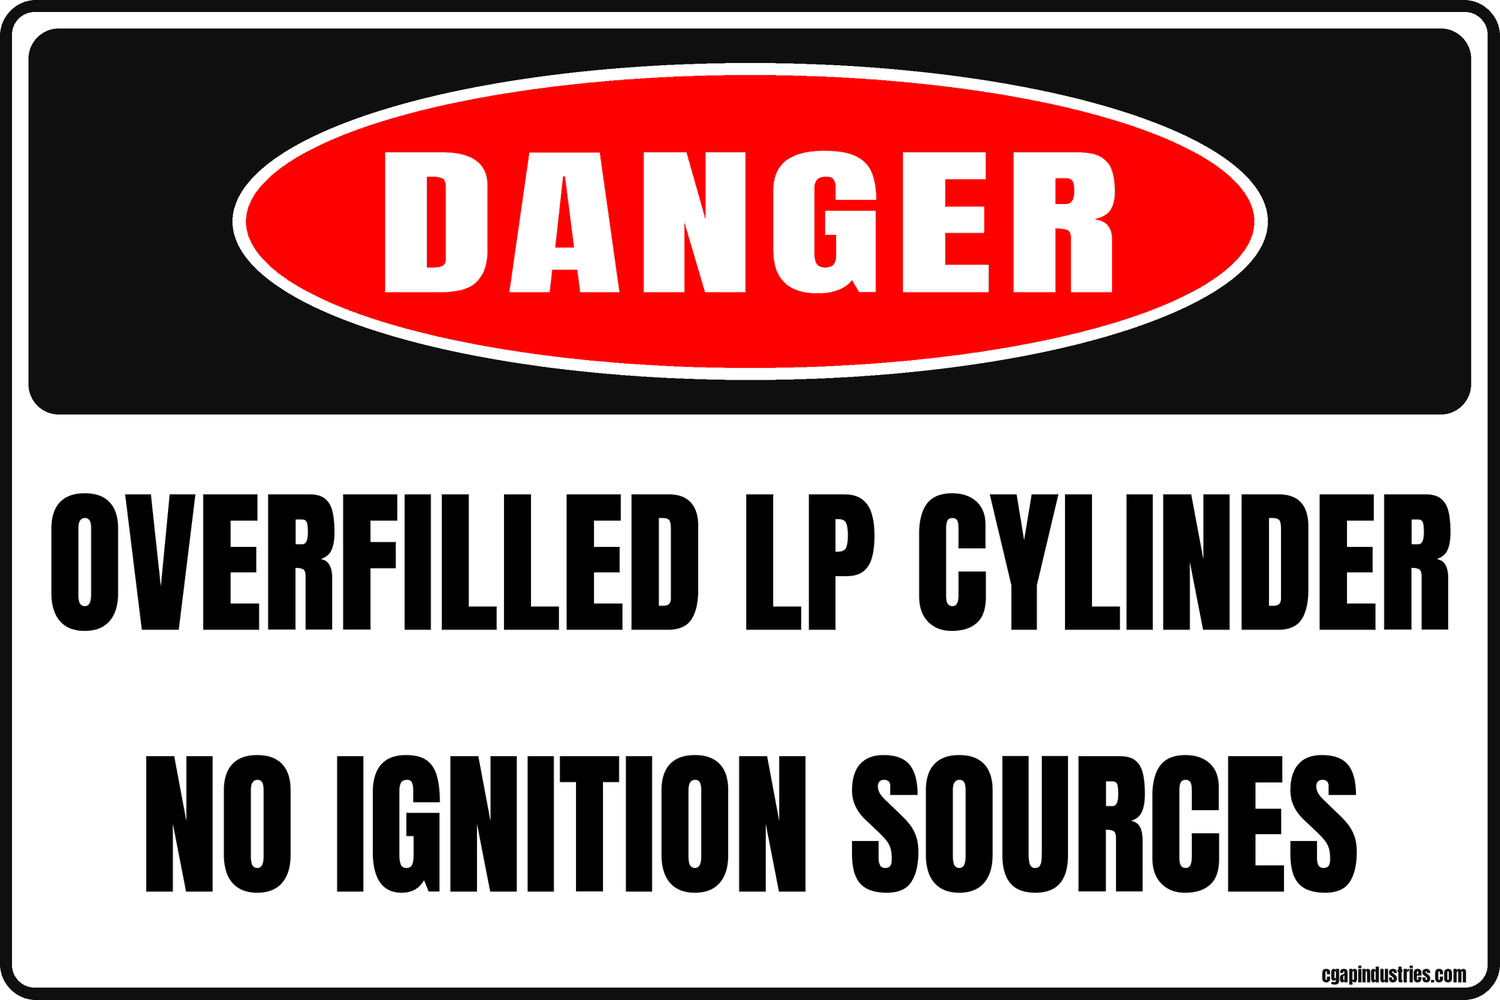 DANGER
OVERFILLED LP CYLINDER
NO IGNITION SOURCES
cgapindustries.com